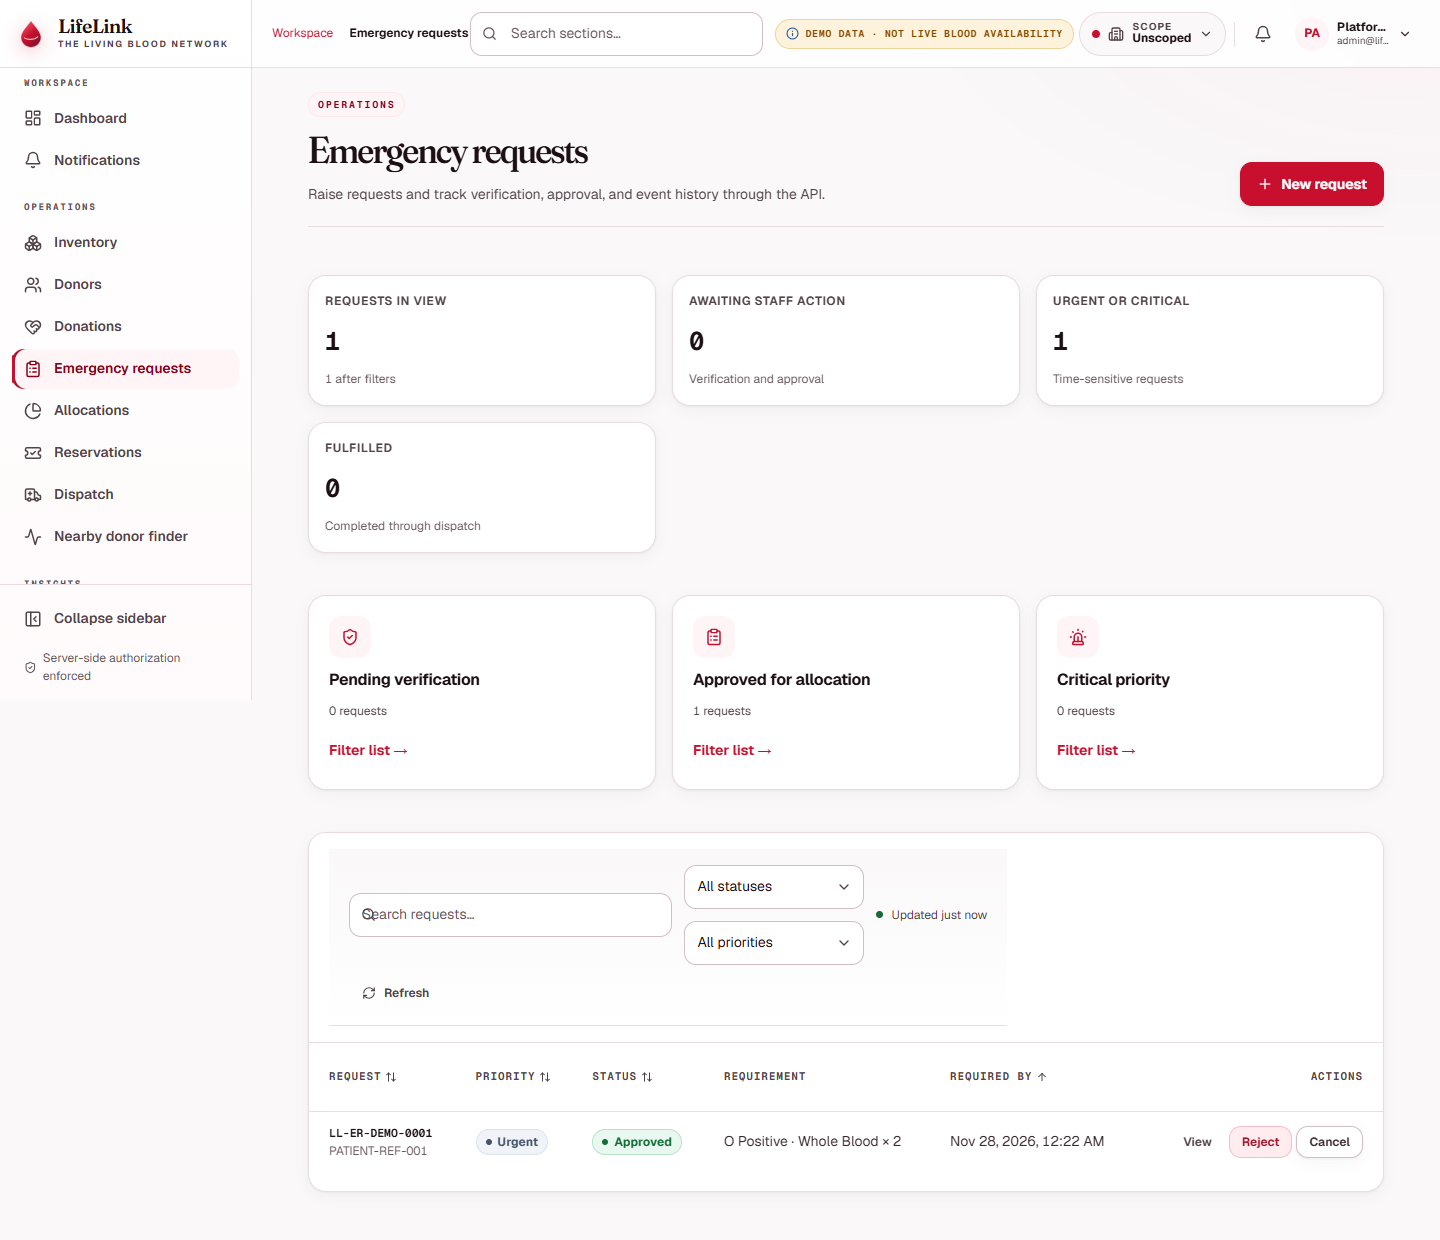 LifeLink
THE LIVING BLOOD NETWORK
Workspace
Emergency requests
Search sections...
DEMO DATA · NOT LIVE BLOOD AVAILABILITY
SCOPE
Unscoped
PA
Platfor...
admin@lif...
WORKSPACE
Dashboard
Notifications
OPERATIONS
Inventory
Donors
Donations
Emergency requests
Allocations
Reservations
Dispatch
Nearby donor finder
INSIGHTS
Collapse sidebar
Server-side authorization
enforced
OPERATIONS
Emergency requests
Raise requests and track verification, approval, and event history through the API.
New request
REQUESTS IN VIEW
1
1 after filters
AWAITING STAFF ACTION
0
Verification and approval
URGENT OR CRITICAL
1
Time-sensitive requests
FULFILLED
0
Completed through dispatch
Pending verification
0 requests
Filter list →
Approved for allocation
1 requests
Filter list →
Critical priority
0 requests
Filter list →
Search requests...
All statuses
All priorities
Updated just now
Refresh
REQUEST PRIORITY STATUS REQUIREMENT REQUIRED BY ACTIONS
LL-ER-DEMO-0001
PATIENT-REF-001
Urgent
Approved
O Positive · Whole Blood × 2
Nov 28, 2026, 12:22 AM
View
Reject
Cancel